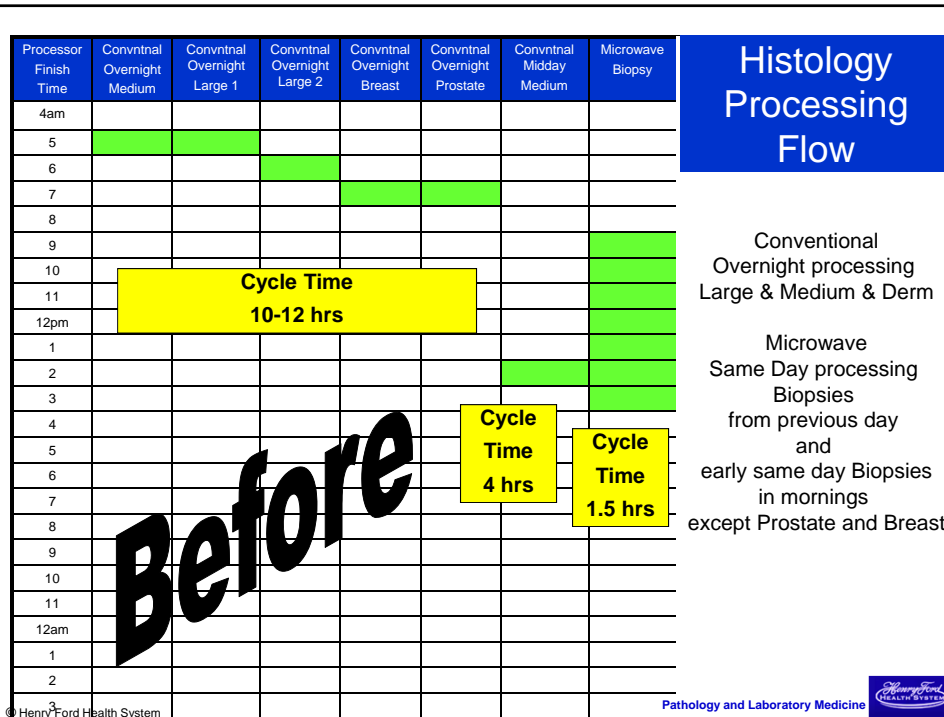 Processor Finish Time
Convntnal Overnight Medium
Convntnal Overnight Large 1
Convntnal Overnight Large 2
Convntnal Overnight Breast
Convntnal Overnight Prostate
Convntnal Midday Medium
Microwave Biopsy
4am
5
6
7
8
9
10
11
12pm
1
2
3
4
5
6
7
8
9
10
11
12am
1
2
3
Cycle Time
10-12 hrs
Cycle
Time
4 hrs
Cycle
Time
1.5 hrs
Before
Histology
Processing
Flow
Conventional
Overnight processing
Large & Medium & Derm
Microwave
Same Day processing
Biopsies
from previous day
and
early same day Biopsies
in mornings
except Prostate and Breast
© Henry Ford Health System
Pathology and Laboratory Medicine
Henry Ford
HEALTH SYSTEM